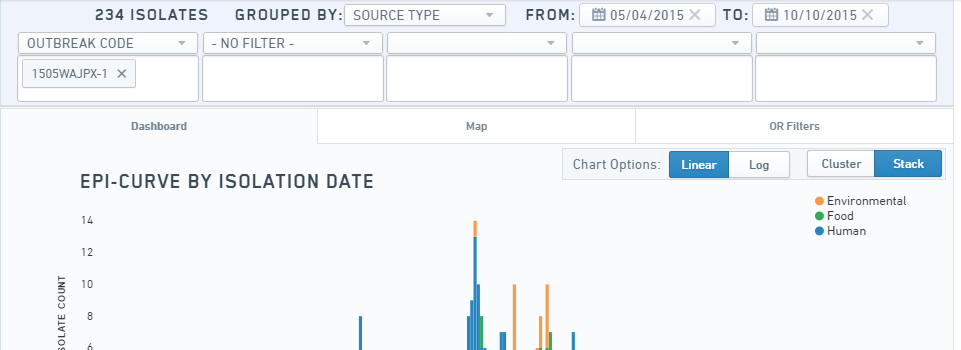 234 ISOLATES GROUPED BY: SOURCE TYPE FROM: 05/04/2015 TO: 10/10/2015
OUTBREAK CODE - NO FILTER -
1505WAJPX-1
Dashboard Map OR Filters
Chart Options: Linear Log Cluster Stack
EPI-CURVE BY ISOLATION DATE
Environmental
Food
Human
14
12
10
8
6
SOLATE COUNT